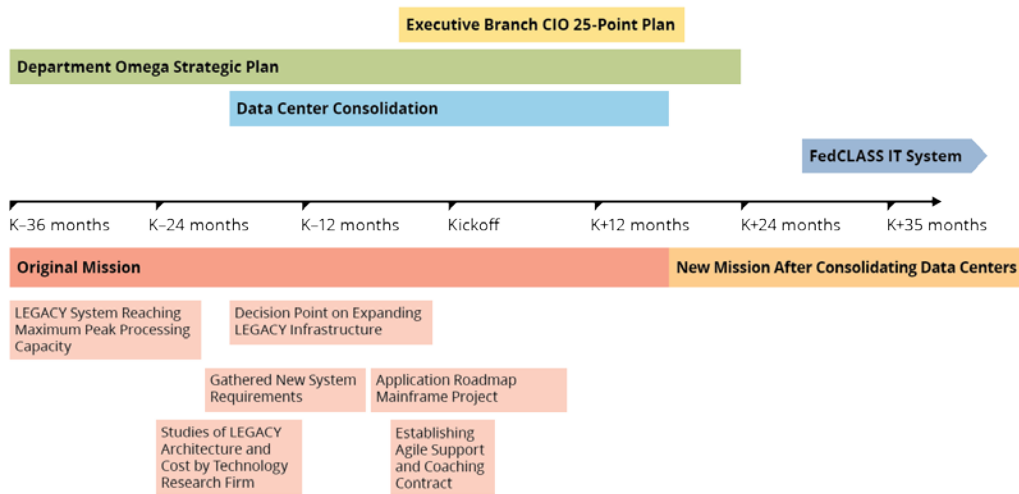 Executive Branch CIO 25-Point Plan
Department Omega Strategic Plan
Data Center Consolidation
FedCLASS IT System
K–36 months
K–24 months
K–12 months
Kickoff
K+12 months
K+24 months
K+35 months
Original Mission
New Mission After Consolidating Data Centers
LEGACY System Reaching
Maximum Peak Processing
Capacity
Decision Point on Expanding
LEGACY Infrastructure
Gathered New System
Requirements
Application Roadmap
Mainframe Project
Studies of LEGACY
Architecture and
Cost by Technology
Research Firm
Establishing
Agile Support
and Coaching
Contract